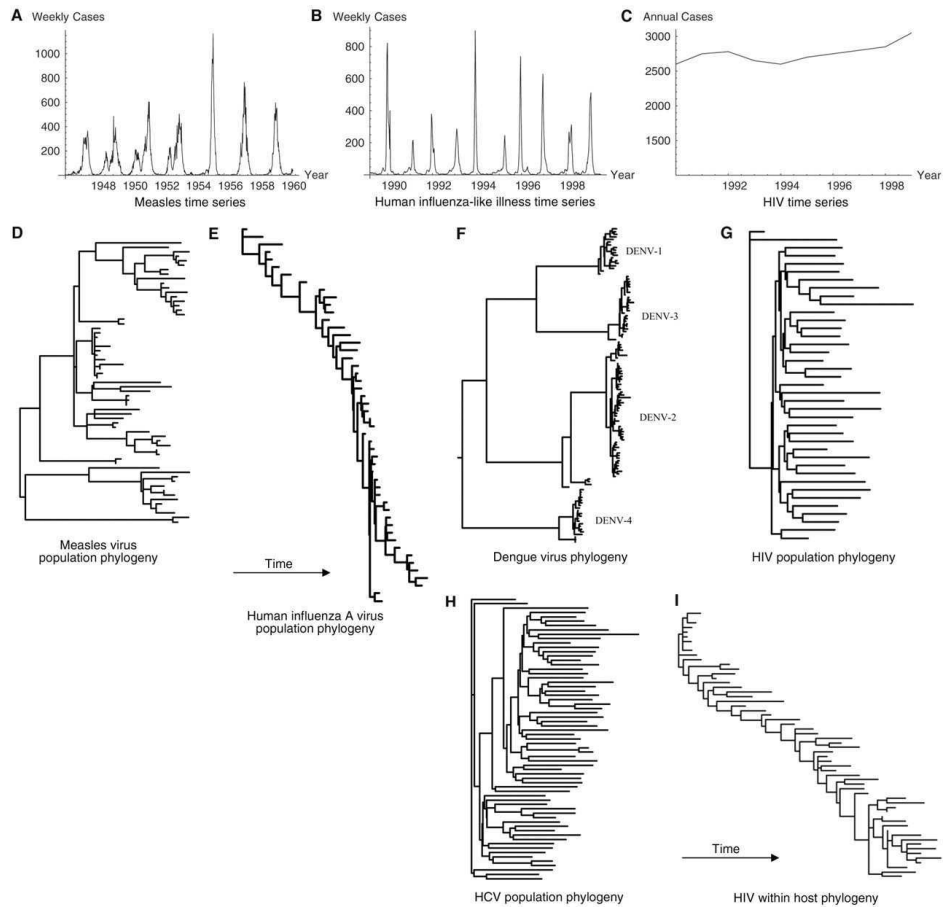 A Weekly Cases
1000
800
600
400
200
1948 1950 1952 1954 1956 1958 1960 Year
Measles time series
B Weekly Cases
800
600
400
200
1990 1992 1994 1996 1998 Year
Human influenza-like illness time series
C Annual Cases
3000
2500
2000
1500
1992 1994 1996 1998 Year
HIV time series
D
Measles virus
population phylogeny
E
Time
Human influenza A virus
population phylogeny
F
DENV-1
DENV-3
DENV-2
DENV-4
Dengue virus phylogeny
G
HIV population phylogeny
H
HCV population phylogeny
I
Time
HIV within host phylogeny